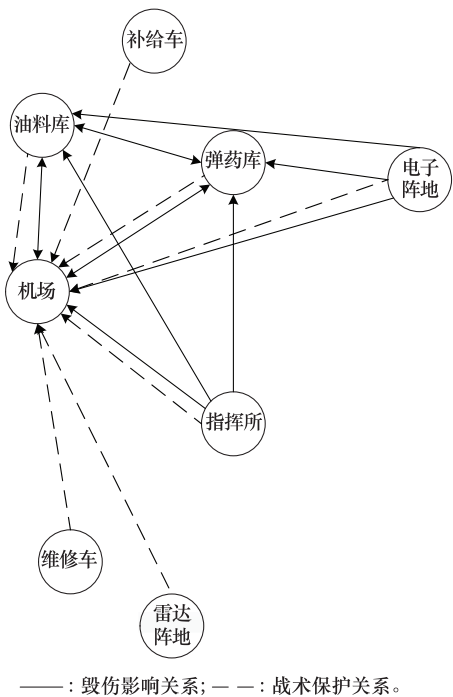 补给车
油料库
弹药库
电子
阵地
机场
指挥所
维修车
雷达
阵地
——: 毁伤影响关系; — —: 战术保护关系。